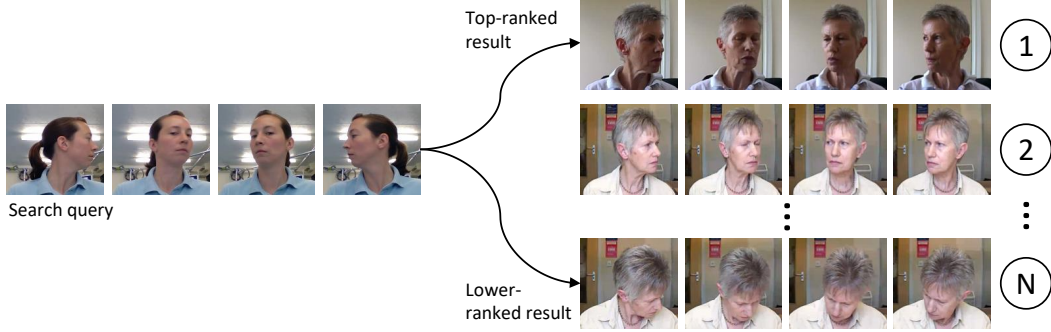 Top-ranked
result
1
Search query
2
Lower-
ranked result
N